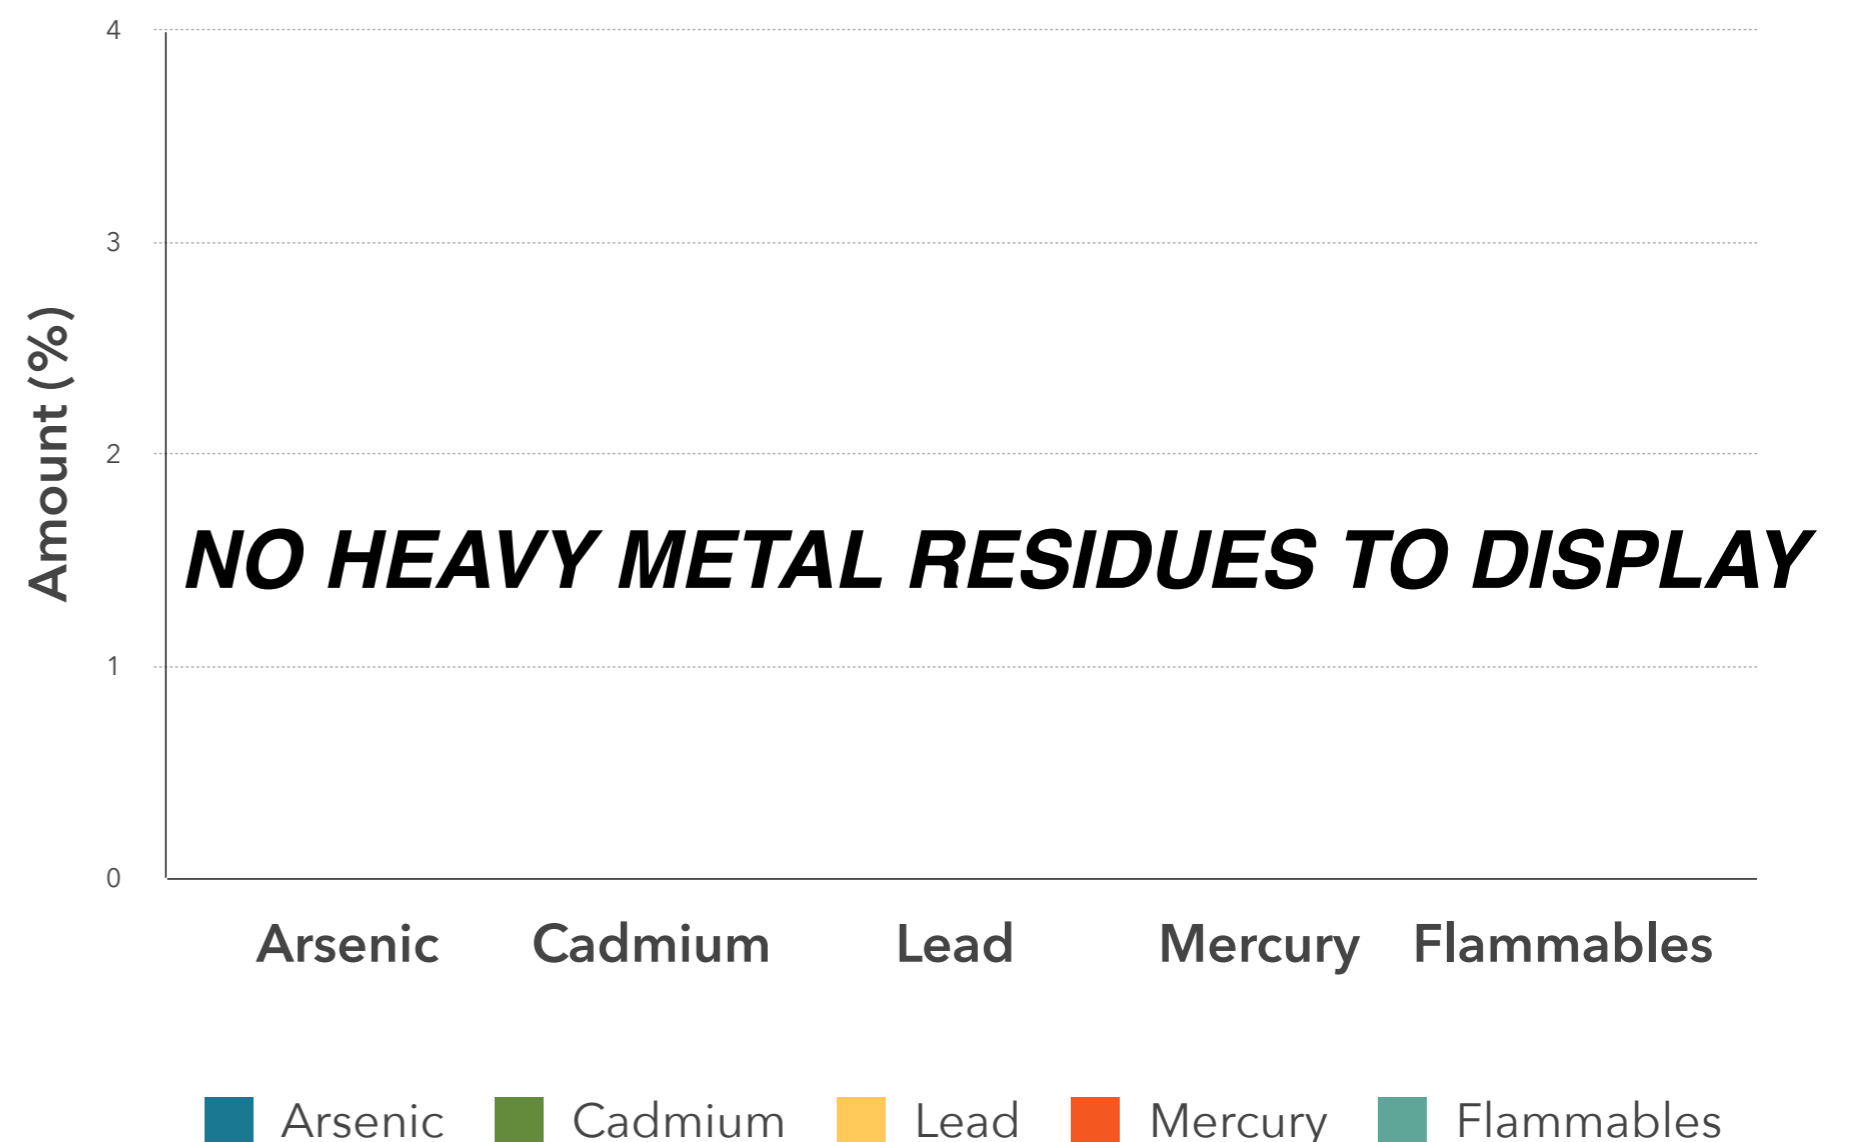 4
3
Amount (%)
2
NO HEAVY METAL RESIDUES TO DISPLAY
1
0
Arsenic Cadmium Lead Mercury Flammables
Arsenic Cadmium Lead Mercury Flammables